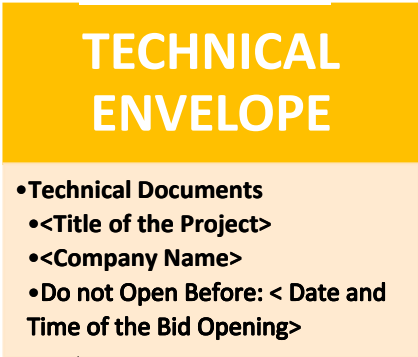 TECHNICAL
ENVELOPE
•Technical Documents
•<Title of the Project>
•<Company Name>
•Do not Open Before: < Date and
Time of the Bid Opening>